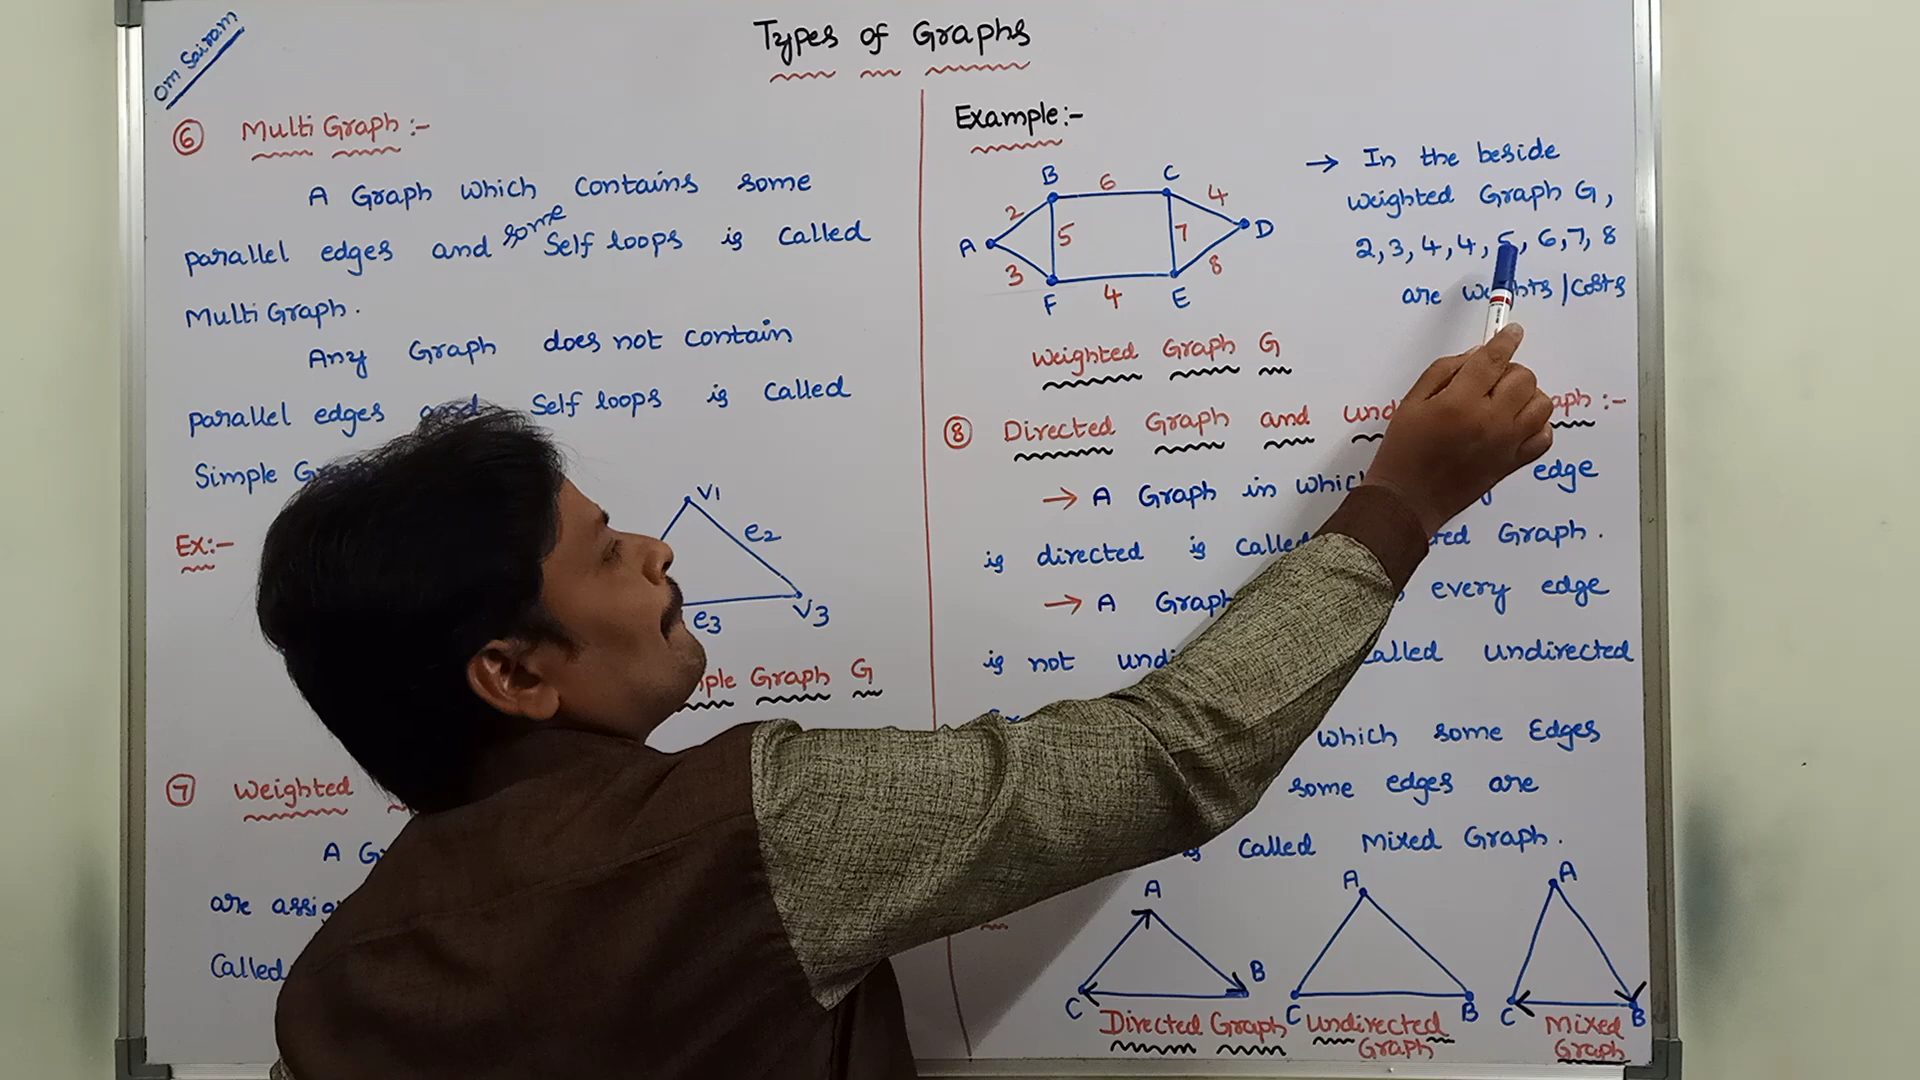 Om Sairam
Types of Graphs
6 Multi Graph :-
A Graph which contains some
parallel edges and some Self loops is called
Multi Graph.
Any Graph does not contain
parallel edges and Self loops is called
Simple
Ex:-
V1
e2
e3
V3
Graph G
7 Weighted
A
are
Called
Example:-
B 6 C
2 4
A 5 7 D
3 8
F 4 E
Weighted Graph G
→ In the beside
weighted Graph G,
2, 3, 4, 4, 5, 6, 7, 8
are /costs
8 Directed Graph and :-
→ A Graph in edge
is directed is Graph.
→ A Graph every edge
is not undirected
which some Edges
some edges are
called Mixed Graph.
A
C B
Directed Graph
A
C B
Undirected
Graph
A
C B
Mixed
Graph